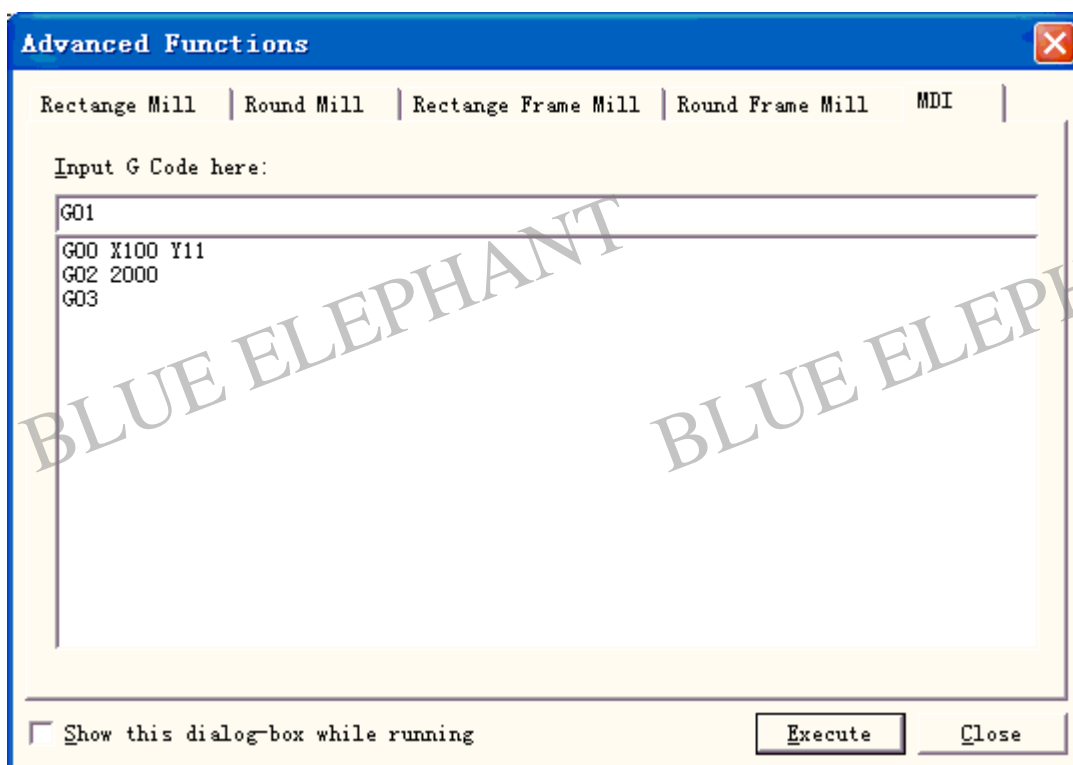 Advanced Functions
Rectange Mill Round Mill Rectange Frame Mill Round Frame Mill MDI
Input G Code here:
G01
G00 X100 Y11
G02 2000
G03
BLUE ELEPHANT
BLUE ELEPH
Show this dialog-box while running Execute Close